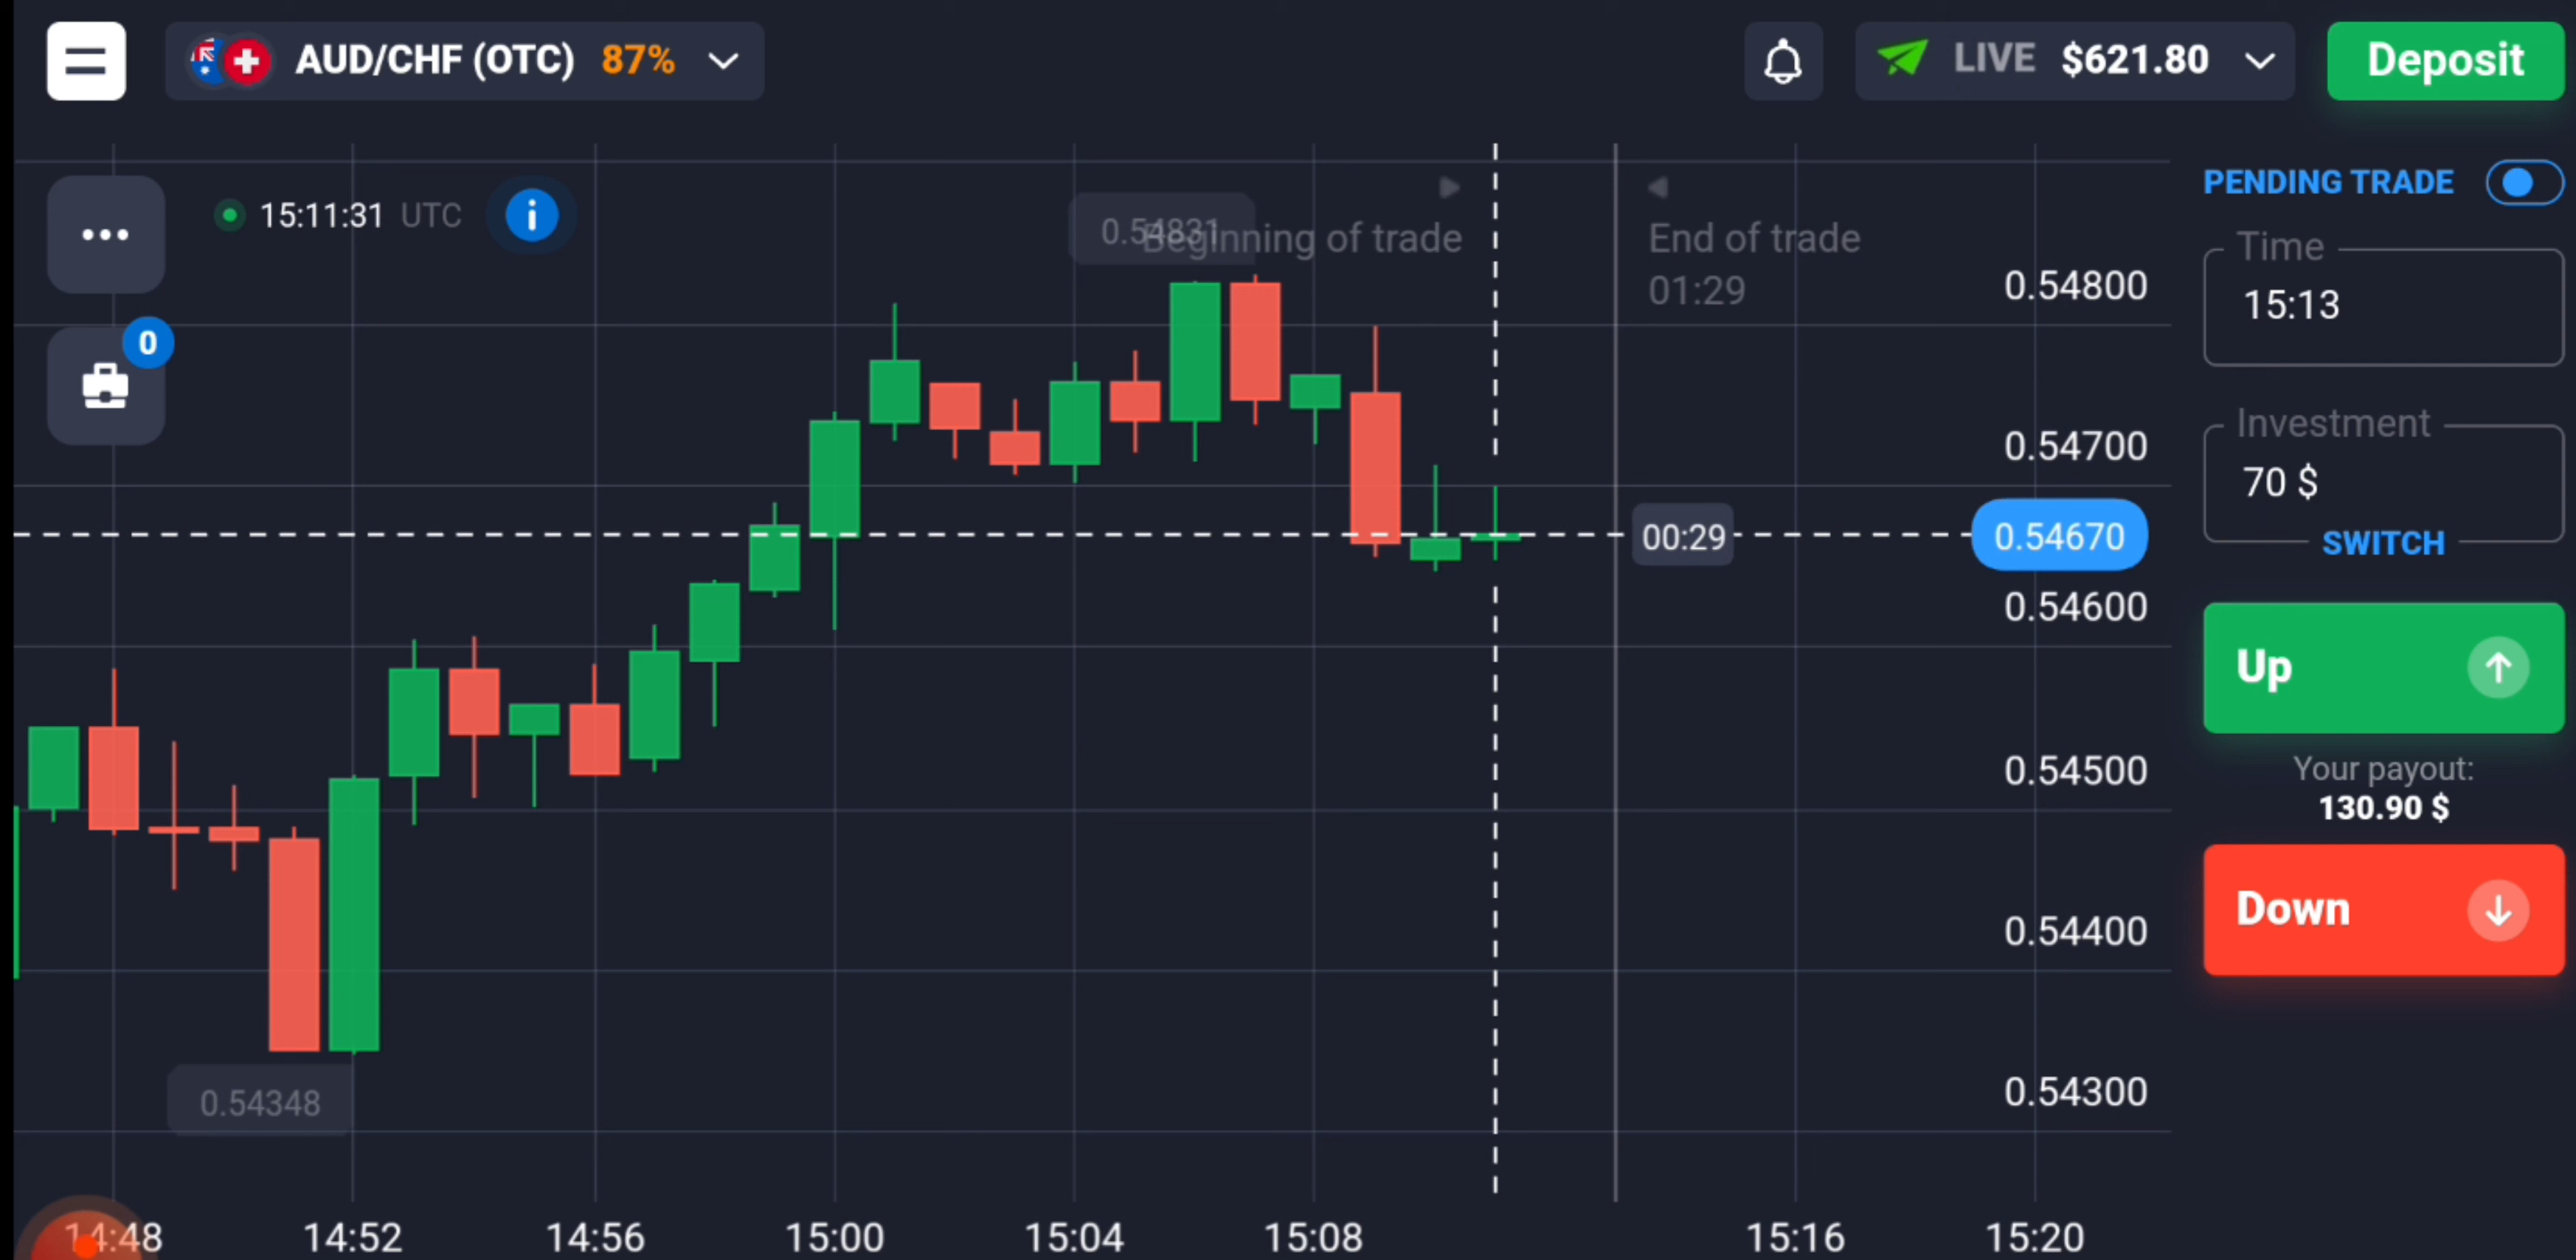 AUD/CHF (OTC) 87%
LIVE $621.80
Deposit
15:11:31 UTC
0.54831
Beginning of trade
End of trade
01:29
0.54800
0.54700
00:29
0.54670
0.54600
0.54500
0.54400
0.54300
0.54348
14:48
14:52
14:56
15:00
15:04
15:08
15:16
15:20
0
PENDING TRADE
Time
15:13
Investment
70 $
SWITCH
Up
Your payout:
130.90 $
Down